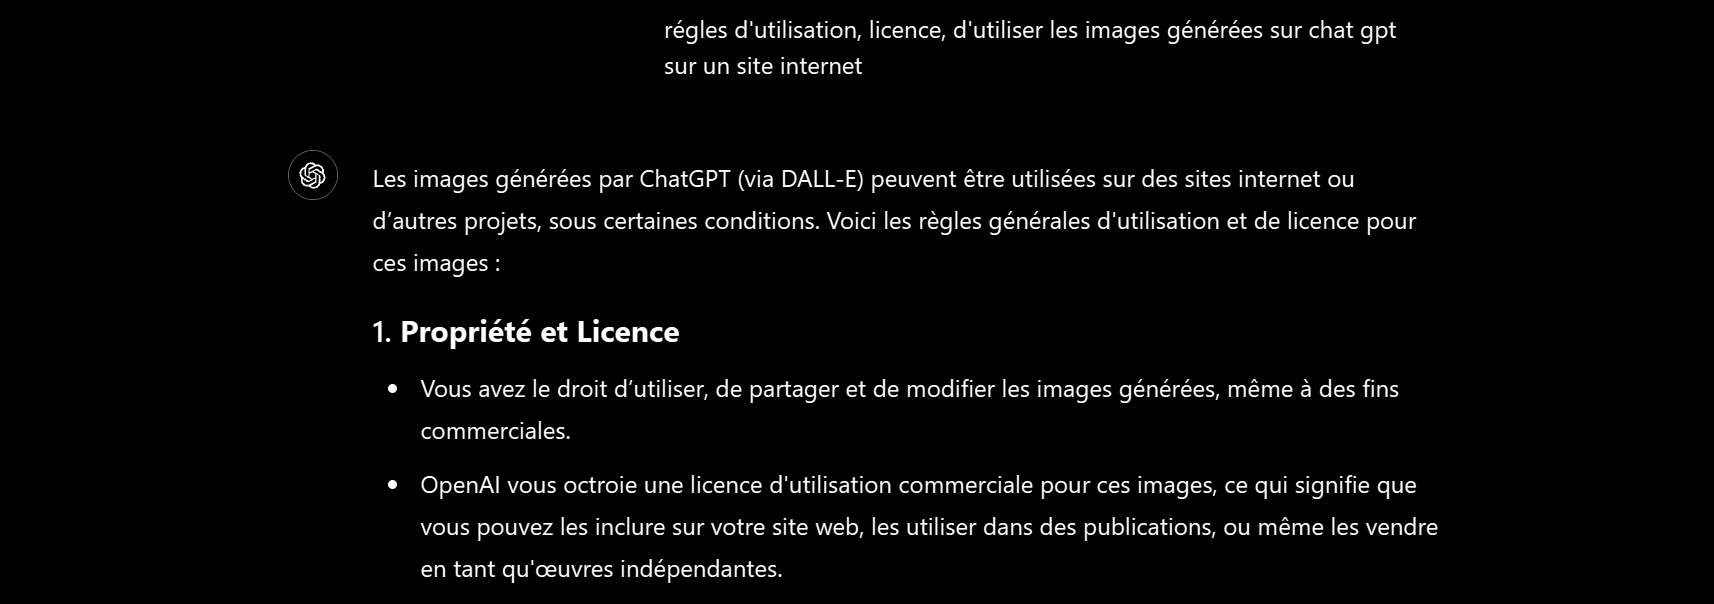 régles d'utilisation, licence, d'utiliser les images générées sur chat gpt
sur un site internet
Les images générées par ChatGPT (via DALL-E) peuvent être utilisées sur des sites internet ou
d’autres projets, sous certaines conditions. Voici les règles générales d'utilisation et de licence pour
ces images :
1. Propriété et Licence
• Vous avez le droit d’utiliser, de partager et de modifier les images générées, même à des fins
commerciales.
• OpenAI vous octroie une licence d'utilisation commerciale pour ces images, ce qui signifie que
vous pouvez les inclure sur votre site web, les utiliser dans des publications, ou même les vendre
en tant qu'œuvres indépendantes.